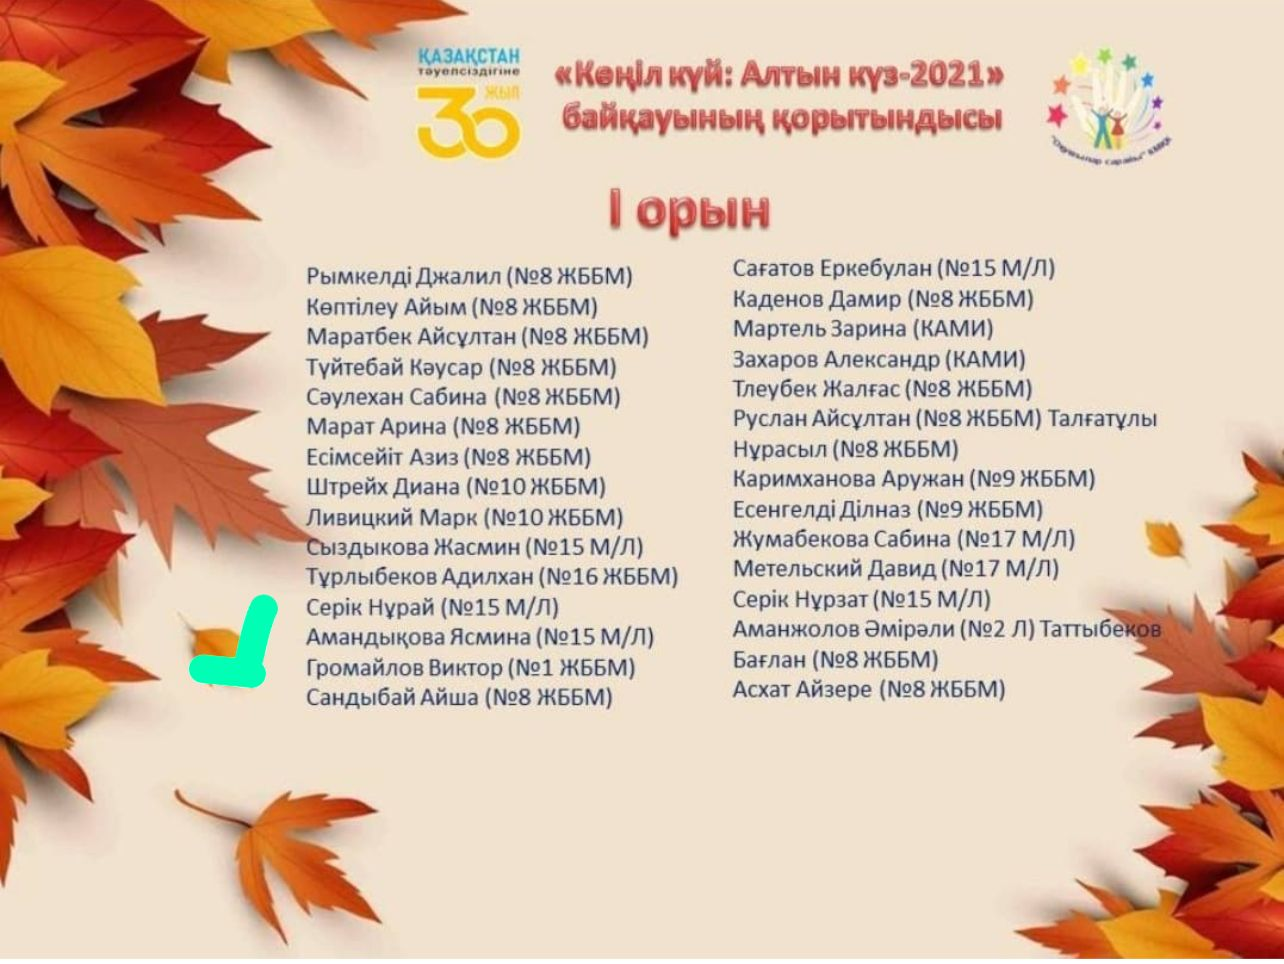 ҚАЗАҚСТАН
тәуелсіздігіне
30 ЖЫЛ
«Көңіл күй: Алтын күз-2021»
байқауының қорытындысы
"Оқушылар сарайы" КМҚК
I орын
Рымкелді Джалил (№8 ЖББМ)
Көптілеу Айым (№8 ЖББМ)
Маратбек Айсұлтан (№8 ЖББМ)
Түйтебай Кәусар (№8 ЖББМ)
Сәулехан Сабина (№8 ЖББМ)
Марат Арина (№8 ЖББМ)
Есімсейіт Азиз (№8 ЖББМ)
Штрейх Диана (№10 ЖББМ)
Ливицкий Марк (№10 ЖББМ)
Сыздыкова Жасмин (№15 М/Л)
Тұрлыбеков Адилхан (№16 ЖББМ)
Серік Нұрай (№15 М/Л)
Амандықова Ясмина (№15 М/Л)
Громайлов Виктор (№1 ЖББМ)
Сандыбай Айша (№8 ЖББМ)
Сағатов Еркебулан (№15 М/Л)
Каденов Дамир (№8 ЖББМ)
Мартель Зарина (КАМИ)
Захаров Александр (КАМИ)
Тлеубек Жалғас (№8 ЖББМ)
Руслан Айсұлтан (№8 ЖББМ) Талғатұлы
Нұрасыл (№8 ЖББМ)
Каримханова Аружан (№9 ЖББМ)
Есенгелді Ділназ (№9 ЖББМ)
Жумабекова Сабина (№17 М/Л)
Метельский Давид (№17 М/Л)
Серік Нұрзат (№15 М/Л)
Аманжолов Әмірәли (№2 Л) Таттыбеков
Бағлан (№8 ЖББМ)
Асхат Айзере (№8 ЖББМ)